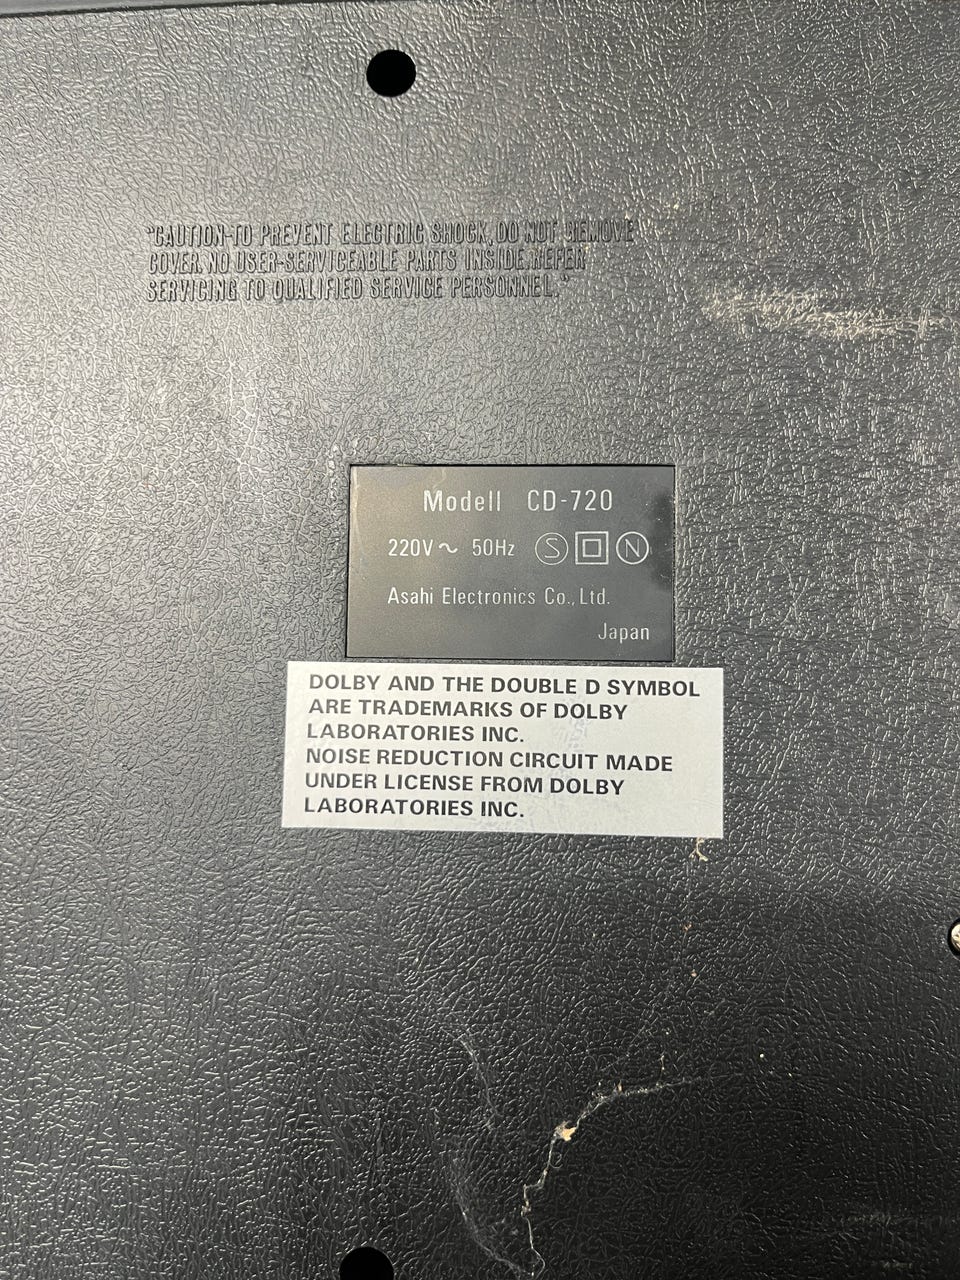 "CAUTION-TO PREVENT ELECTRIC SHOCK, DO NOT REMOVE
COVER. NO USER-SERVICEABLE PARTS INSIDE. REFER
SERVICING TO QUALIFIED SERVICE PERSONNEL."
Modell CD-720
220V~ 50Hz S N
Asahi Electronics Co., Ltd.
Japan
DOLBY AND THE DOUBLE D SYMBOL
ARE TRADEMARKS OF DOLBY
LABORATORIES INC.
NOISE REDUCTION CIRCUIT MADE
UNDER LICENSE FROM DOLBY
LABORATORIES INC.